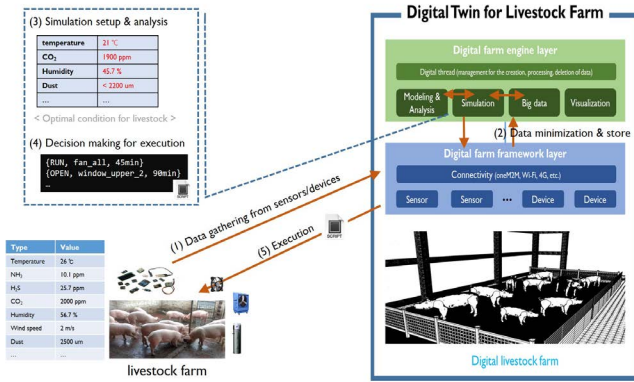 (3) Simulation setup & analysis
temperature 21 ℃
CO₂ 1900 ppm
Humidity 45.7 %
Dust < 2200 um
... ...
< Optimal condition for livestock >
(4) Decision making for execution
{RUN, fan_all, 45min}
{OPEN, window_upper_2, 90min}
…
SCRIPT
Digital Twin for Livestock Farm
Digital farm engine layer
Digital thread (management for the creation, processing, deletion of data)
Modeling & Analysis
Simulation
Big data
Visualization
(2) Data minimization & store
Digital farm framework layer
Connectivity (oneM2M, Wi-Fi, 4G, etc.)
Sensor Sensor ... Device Device
(1) Data gathering from sensors/devices
SCRIPT
(5) Execution
Type Value
Temperature 26 ℃
NH₃ 10.1 ppm
H₂S 25.7 ppm
CO₂ 2000 ppm
Humidity 56.7 %
Wind speed 2 m/s
Dust 2500 um
... ...
livestock farm
Digital livestock farm